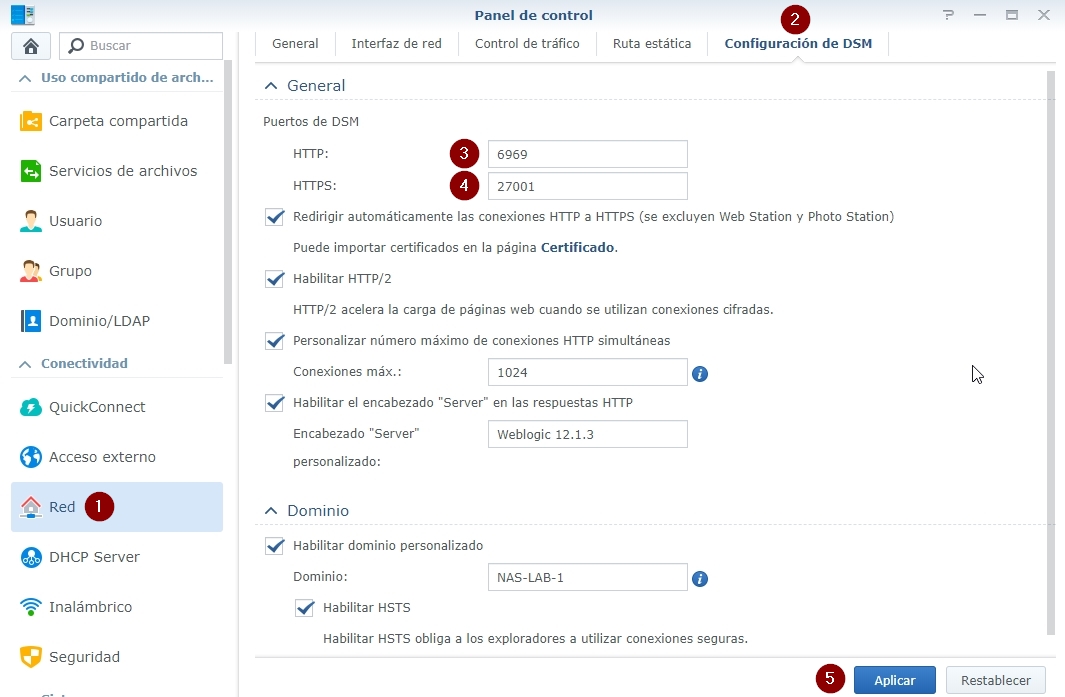 Panel de control
Buscar
Uso compartido de arch...
Carpeta compartida
Servicios de archivos
Usuario
Grupo
Dominio/LDAP
Conectividad
QuickConnect
Acceso externo
Red 1
DHCP Server
Inalámbrico
Seguridad
2
General Interfaz de red Control de tráfico Ruta estática Configuración de DSM
General
Puertos de DSM
HTTP: 3 6969
HTTPS: 4 27001
Redirigir automáticamente las conexiones HTTP a HTTPS (se excluyen Web Station y Photo Station)
Puede importar certificados en la página Certificado.
Habilitar HTTP/2
HTTP/2 acelera la carga de páginas web cuando se utilizan conexiones cifradas.
Personalizar número máximo de conexiones HTTP simultáneas
Conexiones máx.: 1024
Habilitar el encabezado "Server" en las respuestas HTTP
Encabezado "Server" Weblogic 12.1.3
personalizado:
Dominio
Habilitar dominio personalizado
Dominio: NAS-LAB-1
Habilitar HSTS
Habilitar HSTS obliga a los exploradores a utilizar conexiones seguras.
5 Aplicar Restablecer